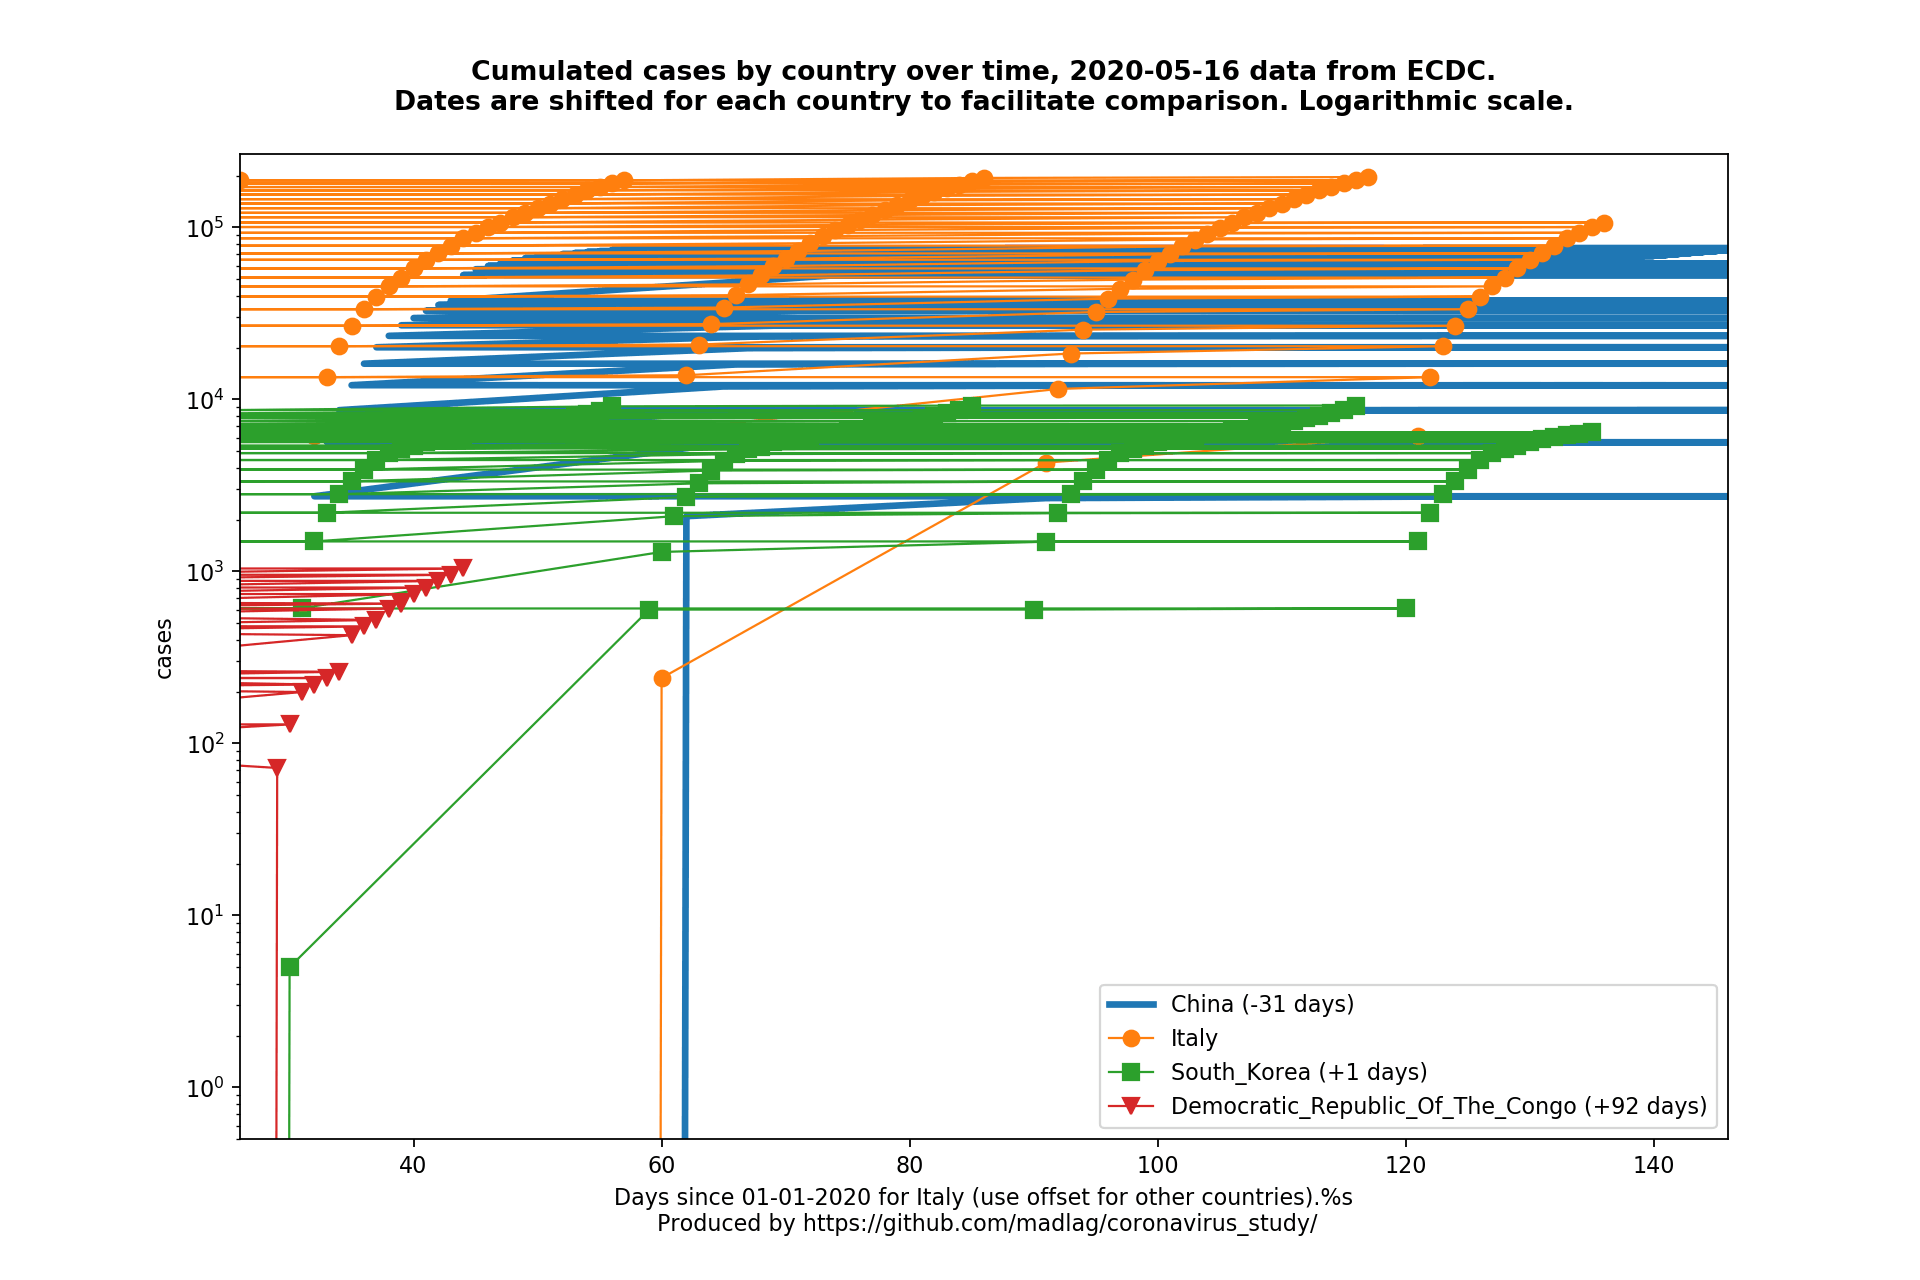 Cumulated cases by country over time, 2020-05-16 data from ECDC.
Dates are shifted for each country to facilitate comparison. Logarithmic scale.
cases
10^5
10^4
10^3
10^2
10^1
10^0
40 60 80 100 120 140
China (-31 days)
Italy
South_Korea (+1 days)
Democratic_Republic_Of_The_Congo (+92 days)
Days since 01-01-2020 for Italy (use offset for other countries).%s
Produced by https://github.com/madlag/coronavirus_study/